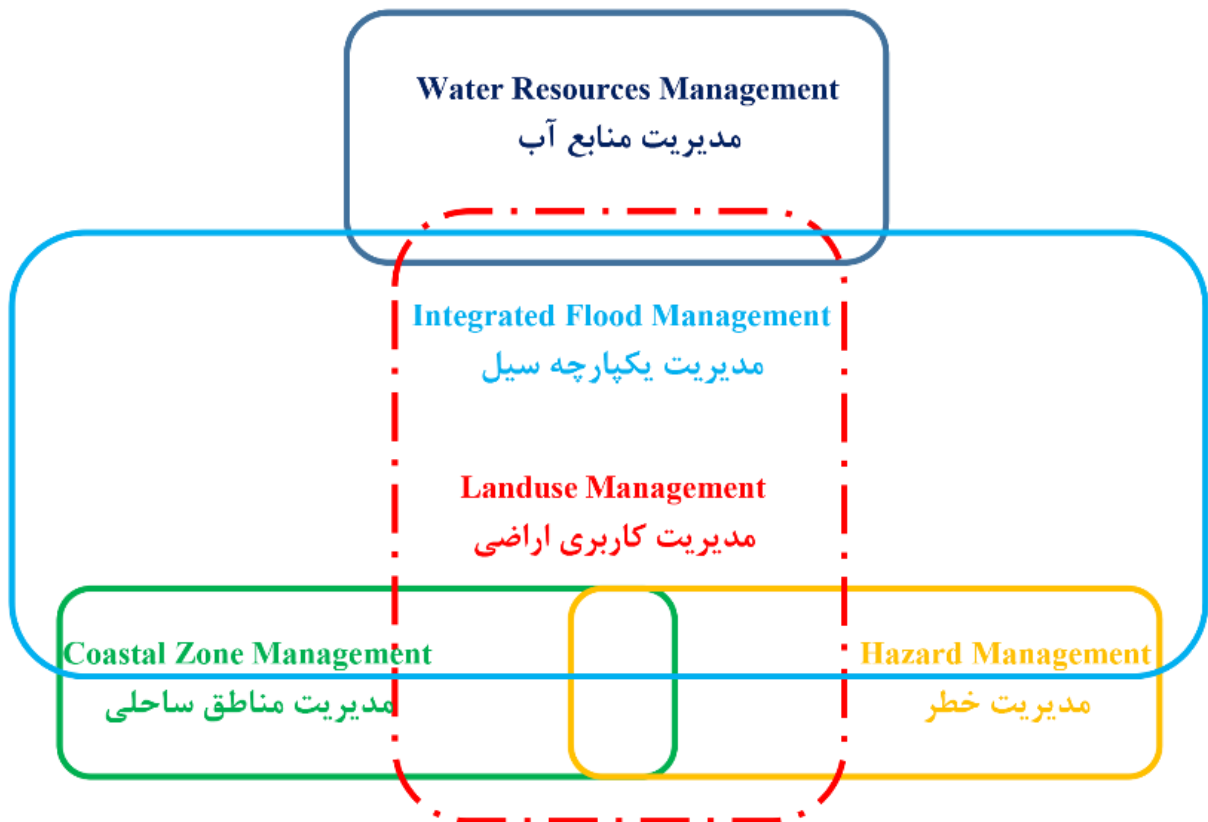 Water Resources Management
مدیریت منابع آب
Integrated Flood Management
مدیریت یکپارچه سیل
Landuse Management
مدیریت کاربری اراضی
Coastal Zone Management
مدیریت مناطق ساحلی
Hazard Management
مدیریت خطر